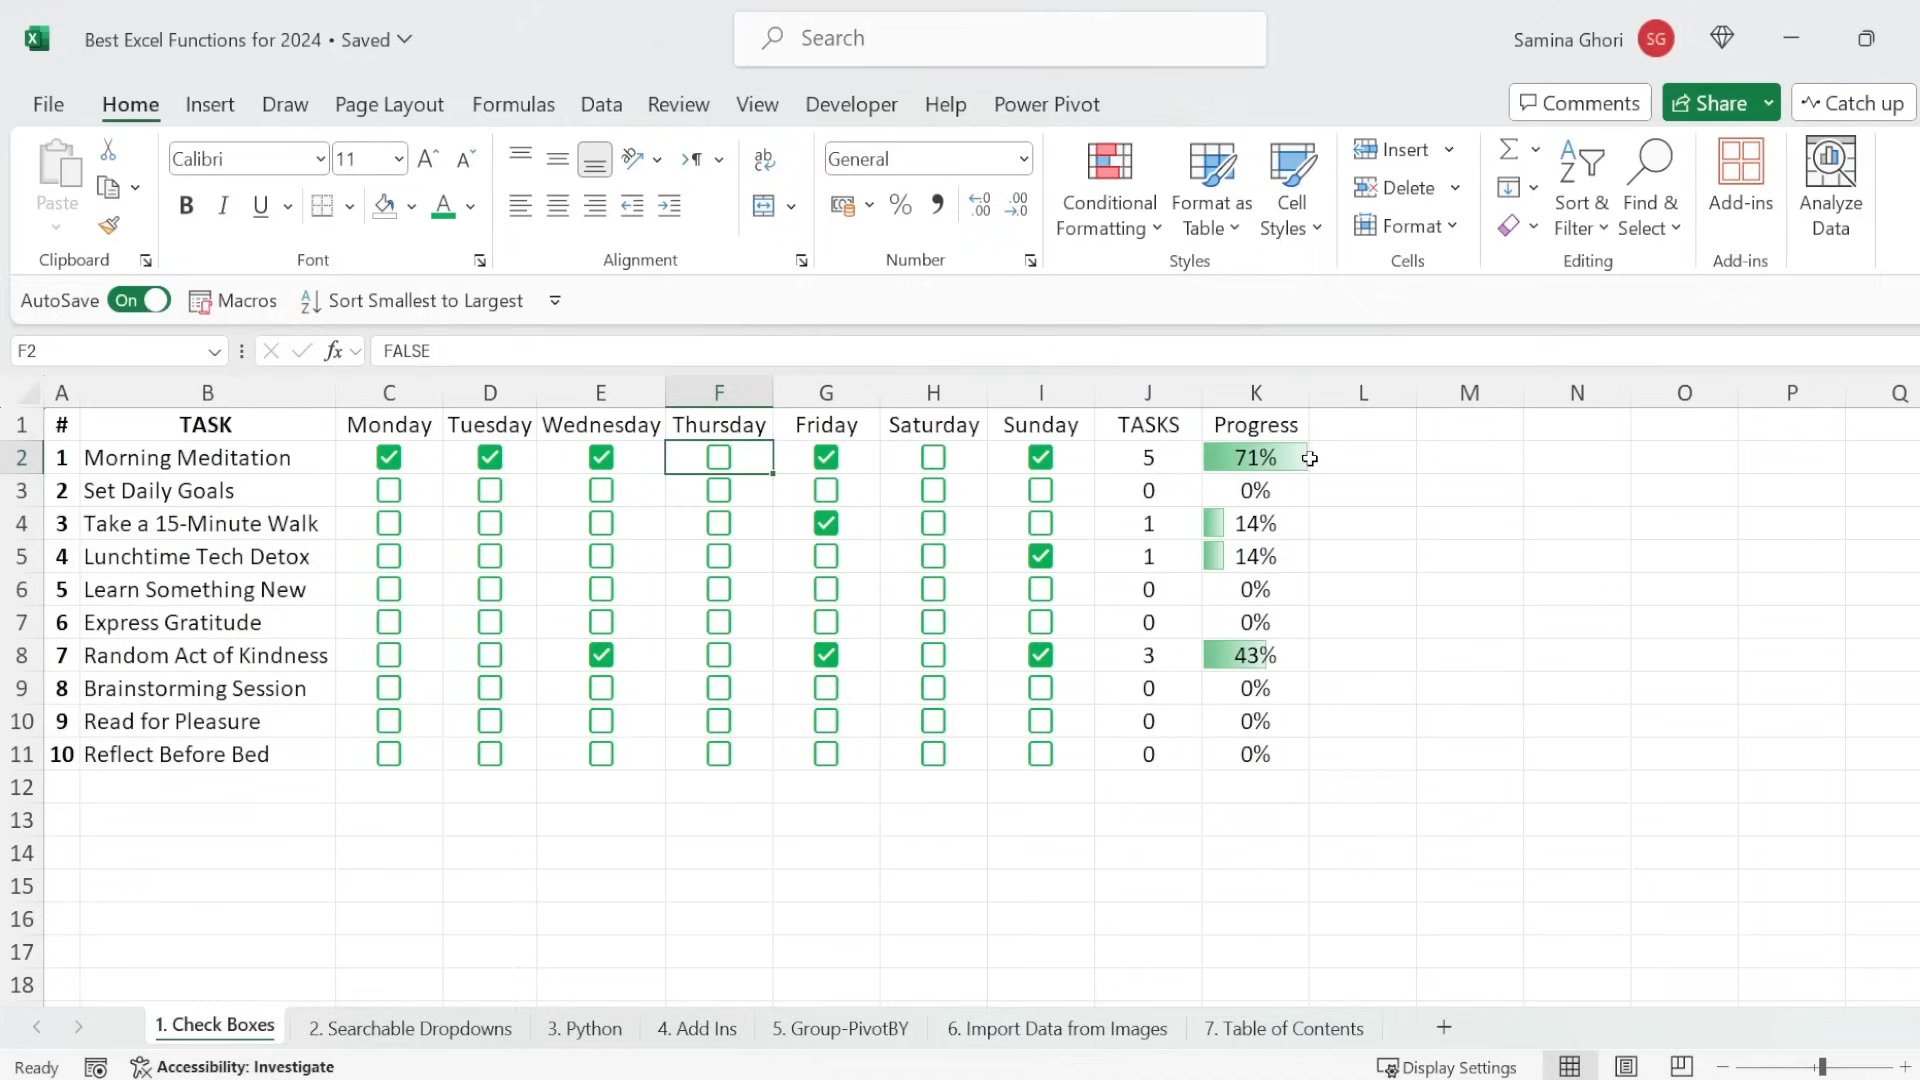 Best Excel Functions for 2024 • Saved
Search
Samina Ghori SG
File Home Insert Draw Page Layout Formulas Data Review View Developer Help Power Pivot
Comments Share Catch up
Paste
Calibri 11
B I U
General
Conditional Formatting
Format as Table
Cell Styles
Insert
Delete
Format
Sort & Filter
Find & Select
Add-ins
Analyze Data
Clipboard Font Alignment Number Styles Cells Editing Add-ins
AutoSave On Macros Sort Smallest to Largest
F2 fx FALSE
A B C D E F G H I J K L M N O P Q
1 # TASK Monday Tuesday Wednesday Thursday Friday Saturday Sunday TASKS Progress
2 1 Morning Meditation 5 71%
3 2 Set Daily Goals 0 0%
4 3 Take a 15-Minute Walk 1 14%
5 4 Lunchtime Tech Detox 1 14%
6 5 Learn Something New 0 0%
7 6 Express Gratitude 0 0%
8 7 Random Act of Kindness 3 43%
9 8 Brainstorming Session 0 0%
10 9 Read for Pleasure 0 0%
11 10 Reflect Before Bed 0 0%
12
13
14
15
16
17
18
1. Check Boxes 2. Searchable Dropdowns 3. Python 4. Add Ins 5. Group-PivotBY 6. Import Data from Images 7. Table of Contents +
Ready Accessibility: Investigate Display Settings